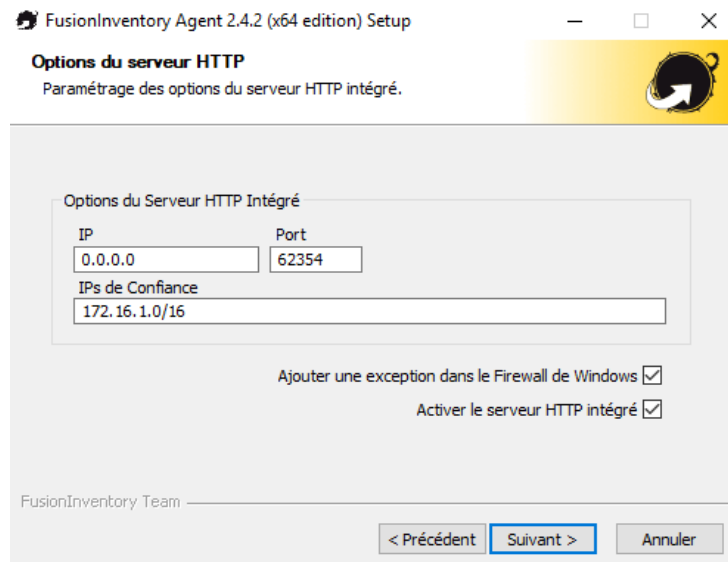 FusionInventory Agent 2.4.2 (x64 edition) Setup
Options du serveur HTTP
Paramétrage des options du serveur HTTP intégré.
Options du Serveur HTTP Intégré
IP Port
0.0.0.0 62354
IPs de Confiance
172.16.1.0/16
Ajouter une exception dans le Firewall de Windows
Activer le serveur HTTP intégré
FusionInventory Team
< Précédent Suivant > Annuler